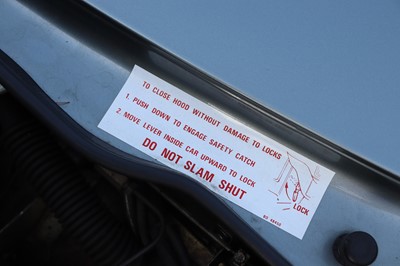 TO CLOSE HOOD WITHOUT DAMAGE TO LOCKS
1. PUSH DOWN TO ENGAGE SAFETY CATCH
2. MOVE LEVER INSIDE CAR UPWARD TO LOCK
DO NOT SLAM SHUT
LOCK